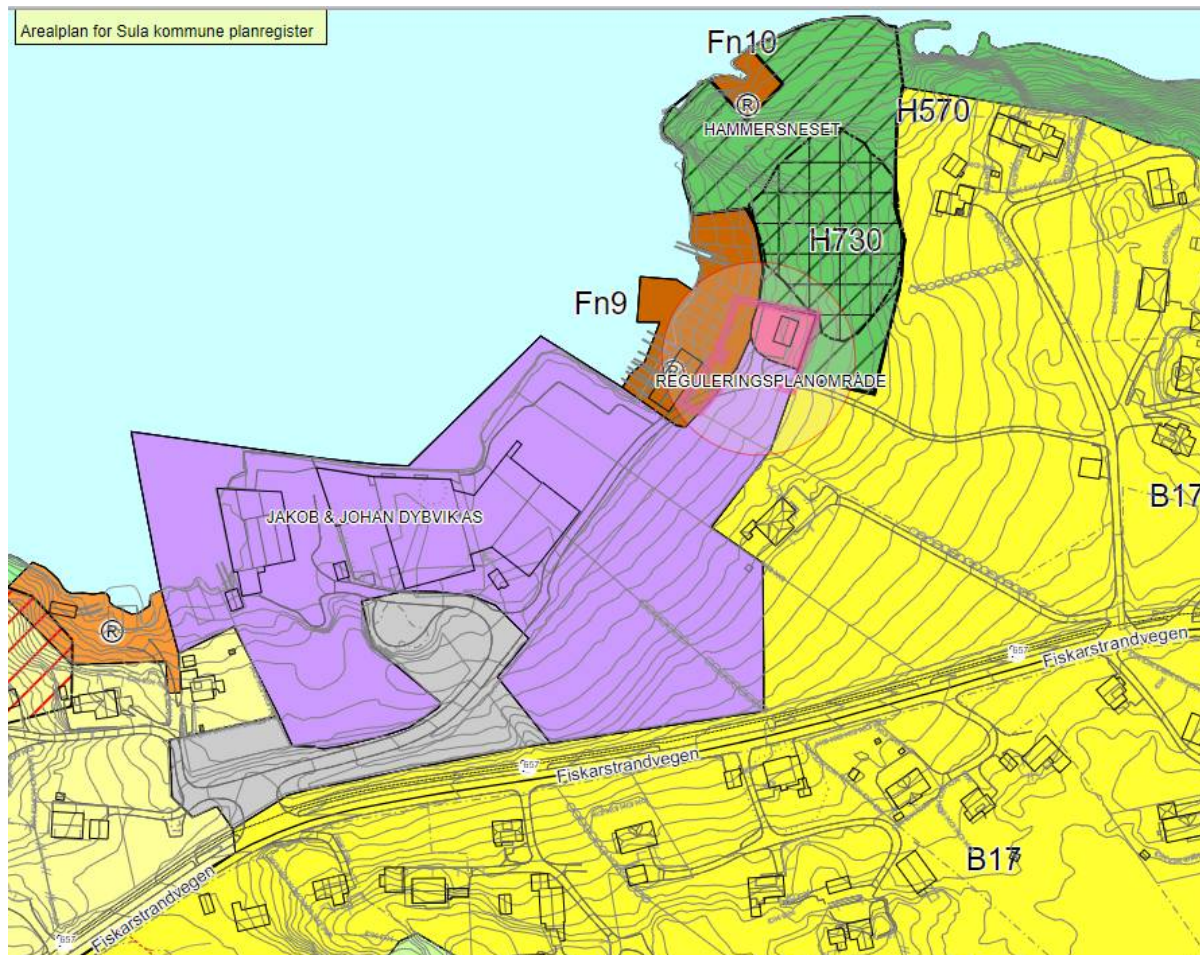 Arealplan for Sula kommune planregister
Fn10
R
HAMMERSNESET
H570
H730
Fn9
R
REGULERINGSPLANOMRÅDE
B17
JAKOB & JOHAN DYBVIK AS
R
657
Fiskarstrandvegen
657
Fiskarstrandvegen
B17
Fiskarstrandvegen
657